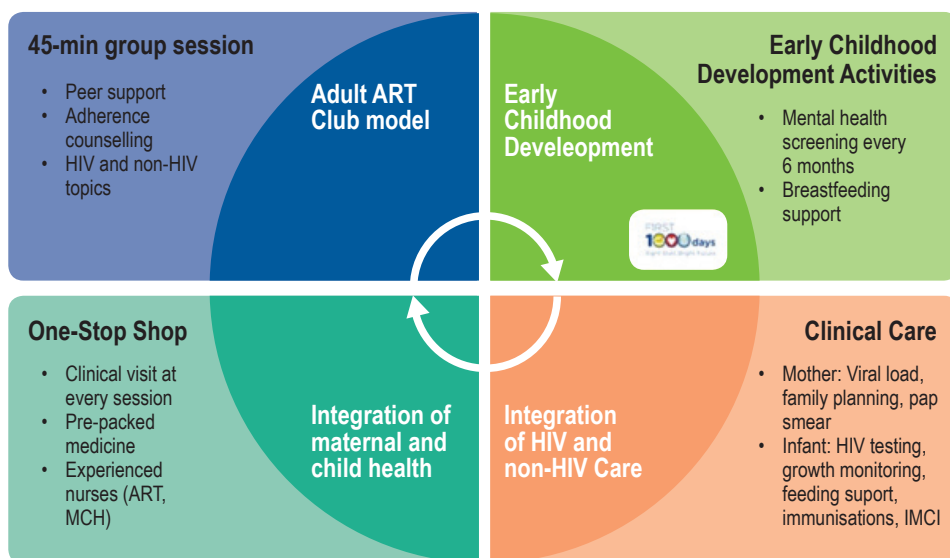 45-min group session
• Peer support
• Adherence
counselling
• HIV and non-HIV
topics
Adult ART
Club model
Early
Childhood
Develeopment
FIRST
1000 days
Early Childhood
Development Activities
• Mental health
screening every
6 months
• Breastfeeding
support
One-Stop Shop
• Clinical visit at
every session
• Pre-packed
medicine
• Experienced
nurses (ART,
MCH)
Integration of
maternal and
child health
Integration
of HIV and
non-HIV Care
Clinical Care
• Mother: Viral load,
family planning, pap
smear
• Infant: HIV testing,
growth monitoring,
feeding suport,
immunisations, IMCI